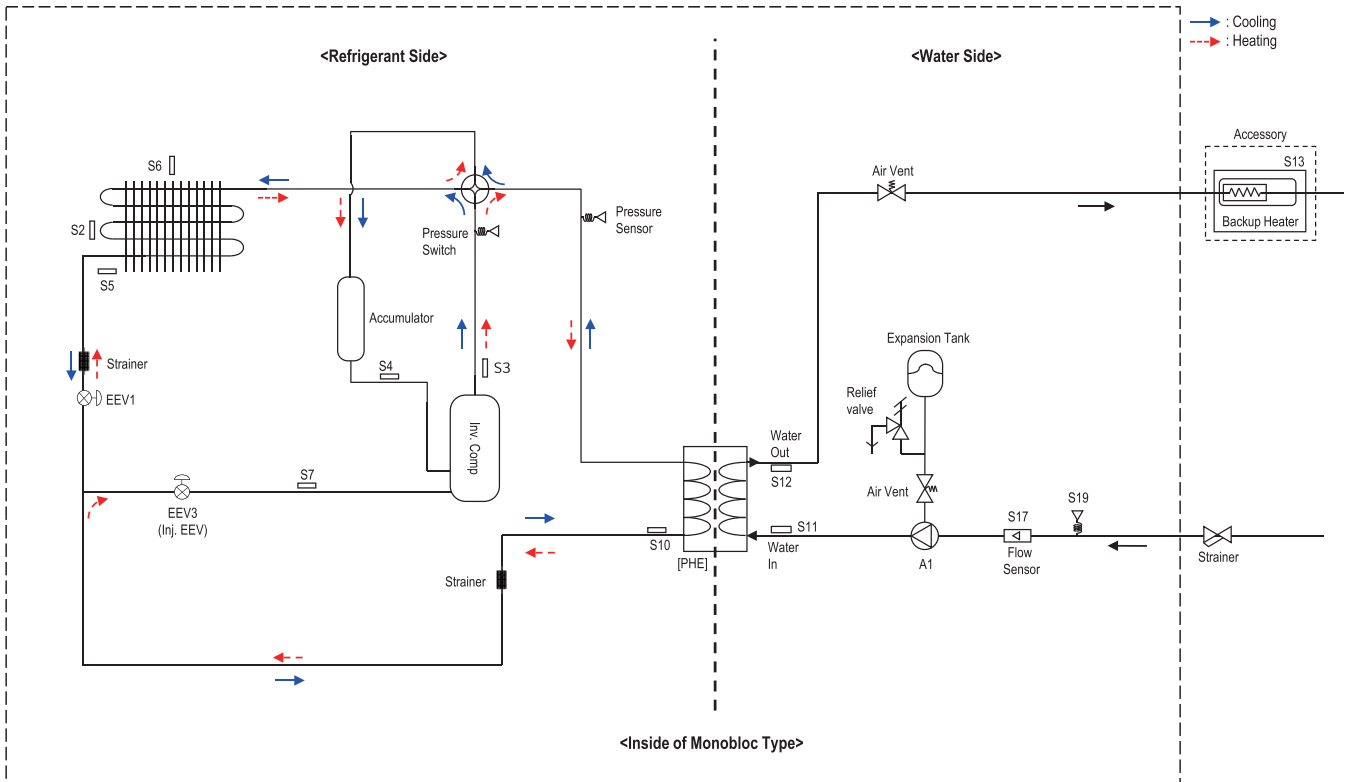 : Cooling
: Heating
<Refrigerant Side>
<Water Side>
Accessory
S13
Backup Heater
Air Vent
S6
S2
S5
Pressure
Switch
Pressure
Sensor
Accumulator
S4
S3
Strainer
EEV1
Inv. Comp
Expansion Tank
Relief
valve
Water
Out
S12
Air Vent
S7
EEV3
(Inj. EEV)
S19
S17
Flow
Sensor
S11
Water
In
A1
Strainer
S10
[PHE]
Strainer
<Inside of Monobloc Type>